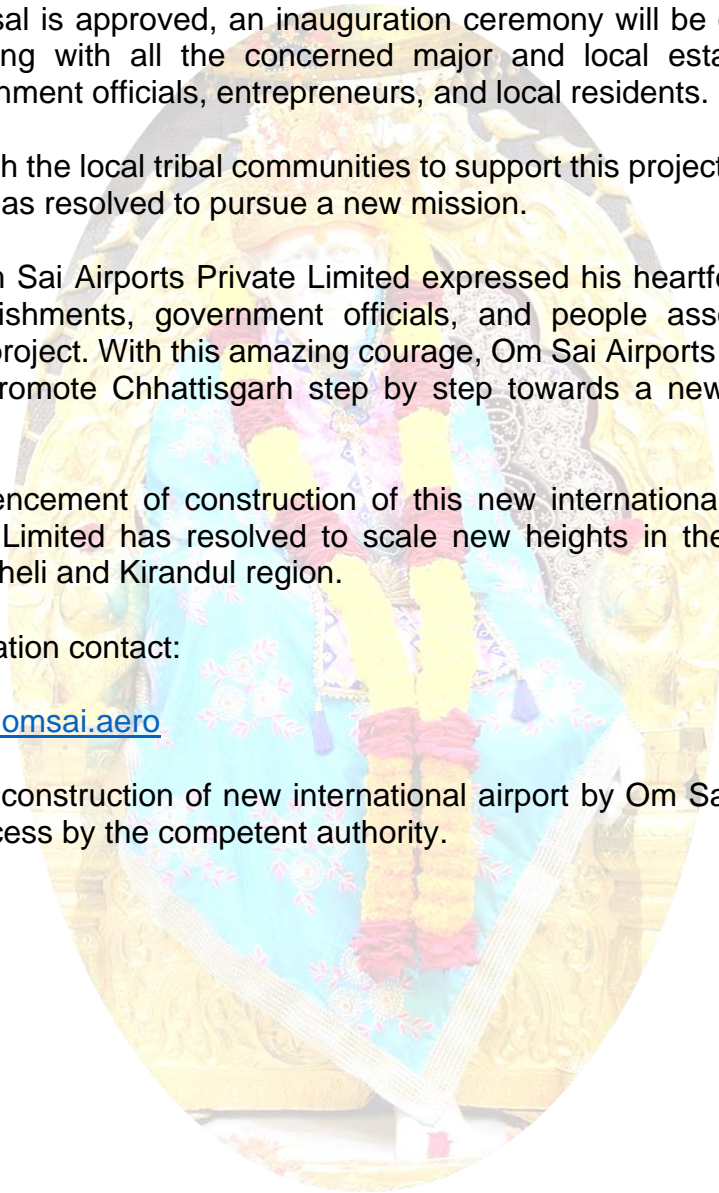 sal is approved, an inauguration ceremony will be
ng with all the concerned major and local esta
nment officials, entrepreneurs, and local residents.
h the local tribal communities to support this project
as resolved to pursue a new mission.
Sai Airports Private Limited expressed his heartfe
ishments, government officials, and people asso
project. With this amazing courage, Om Sai Airports
romote Chhattisgarh step by step towards a new
encement of construction of this new international
Limited has resolved to scale new heights in the
heli and Kirandul region.
ation contact:
omsai.aero
construction of new international airport by Om Sa
cess by the competent authority.